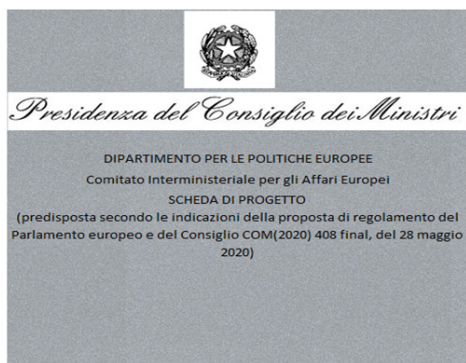 Presidenza del Consiglio dei Ministri
DIPARTIMENTO PER LE POLITICHE EUROPEE
Comitato Interministeriale per gli Affari Europei
SCHEDA DI PROGETTO
(predisposta secondo le indicazioni della proposta di regolamento del
Parlamento europeo e del Consiglio COM(2020) 408 final, del 28 maggio
2020)